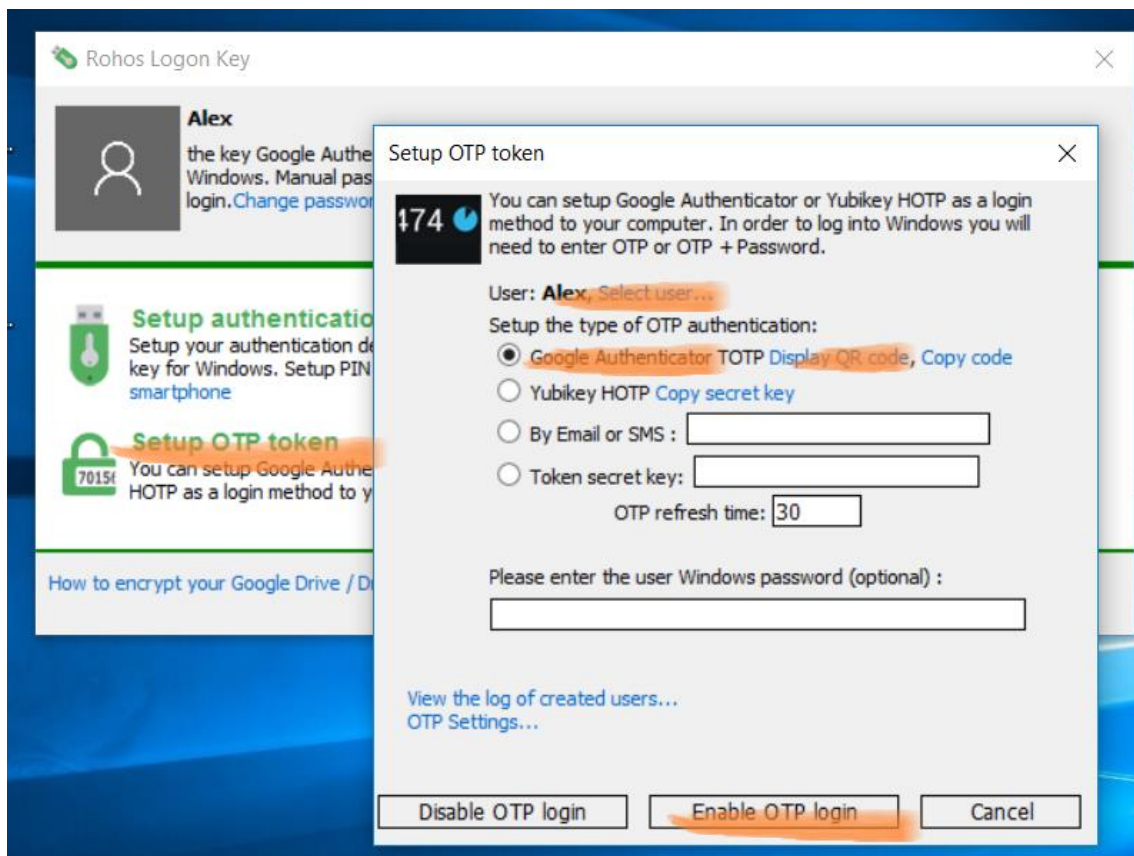 Rohos Logon Key
Alex
the key Google Authe
Windows. Manual pas
login.Change passwor
Setup authenticatio
Setup your authentication de
key for Windows. Setup PIN
smartphone
Setup OTP token
You can setup Google Authe
HOTP as a login method to y
70156
How to encrypt your Google Drive / Dr
Setup OTP token
474
You can setup Google Authenticator or Yubikey HOTP as a login
method to your computer. In order to log into Windows you will
need to enter OTP or OTP + Password.
User: Alex, Select user...
Setup the type of OTP authentication:
Google Authenticator TOTP Display QR code, Copy code
Yubikey HOTP Copy secret key
By Email or SMS :
Token secret key:
OTP refresh time: 30
Please enter the user Windows password (optional) :
View the log of created users...
OTP Settings...
Disable OTP login
Enable OTP login
Cancel